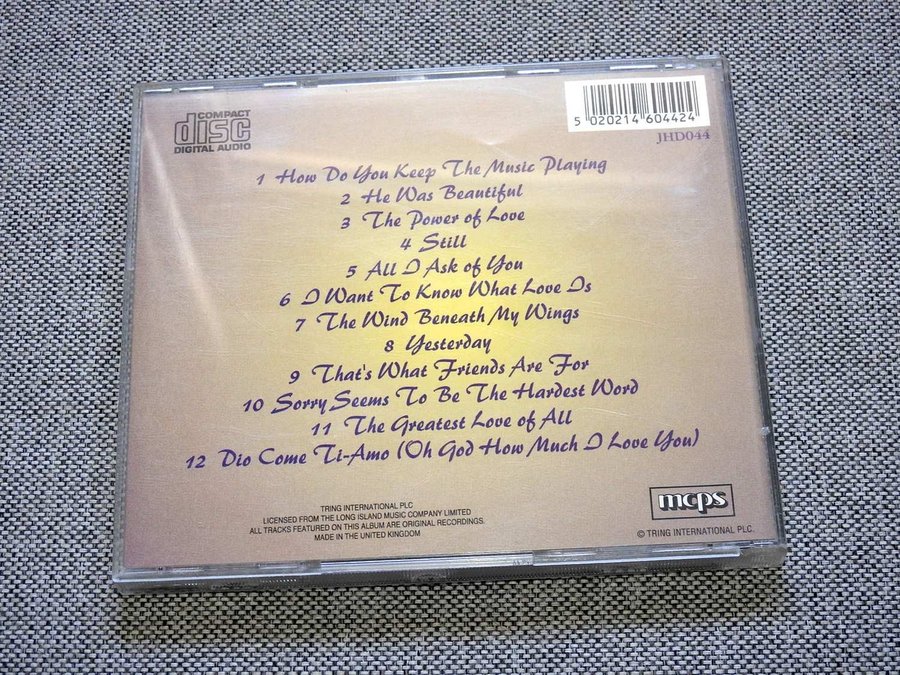 COMPACT
disc
DIGITAL AUDIO
5 020214 604424
JHD044
1 How Do You Keep The Music Playing
2 He Was Beautiful
3 The Power of Love
4 Still
5 All I Ask of You
6 I Want To Know What Love Is
7 The Wind Beneath My Wings
8 Yesterday
9 That's What Friends Are For
10 Sorry Seems To Be The Hardest Word
11 The Greatest Love of All
12 Dio Come Ti-Amo (Oh God How Much I Love You)
TRING INTERNATIONAL PLC
LICENSED FROM THE LONG ISLAND MUSIC COMPANY LIMITED
ALL TRACKS FEATURED ON THIS ALBUM ARE ORIGINAL RECORDINGS.
MADE IN THE UNITED KINGDOM
mcps
© TRING INTERNATIONAL PLC.